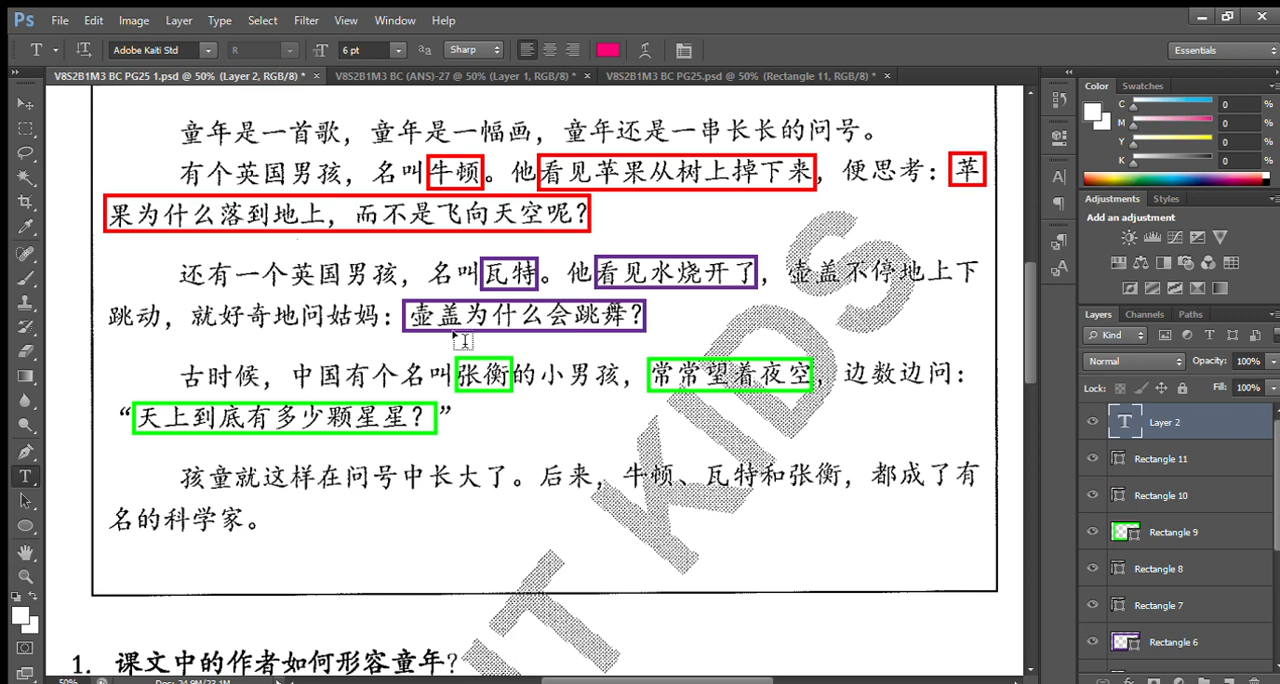 Ps File Edit Image Layer Type Select Filter View Window Help
T Adobe Kaiti Std R 6 pt Sharp Essentials
V8S2B1M3 BC PG25 1.psd @ 50% (Layer 2, RGB/8) * × V8S2B1M3 BC (ANS)-27 @ 50% (Layer 1, RGB/8) * × V8S2B1M3 BC PG25.psd @ 50% (Rectangle 11, RGB/8) * ×
童年是一首歌，童年是一幅画，童年还是一串长长的问号。
有个英国男孩，名叫牛顿。他看见苹果从树上掉下来，便思考：苹
果为什么落到地上，而不是飞向天空呢？
还有一个英国男孩，名叫瓦特。他看见水烧开了，壶盖不停地上下
跳动，就好奇地问姑妈：壶盖为什么会跳舞？
古时候，中国有个名叫张衡的小男孩，常常望着夜空，边数边问：
“天上到底有多少颗星星？”
孩童就这样在问号中长大了。后来，牛顿、瓦特和张衡，都成了有
名的科学家。
1. 课文中的作者如何形容童年?
T KIDS
50% Doc: 24.9M/23.1M
Color Swatches
C 0 %
M 0 %
Y 0 %
K 0 %
Adjustments Styles
Add an adjustment
Layers Channels Paths
Kind
Normal Opacity: 100%
Lock: Fill: 100%
T Layer 2
Rectangle 11
Rectangle 10
Rectangle 9
Rectangle 8
Rectangle 7
Rectangle 6